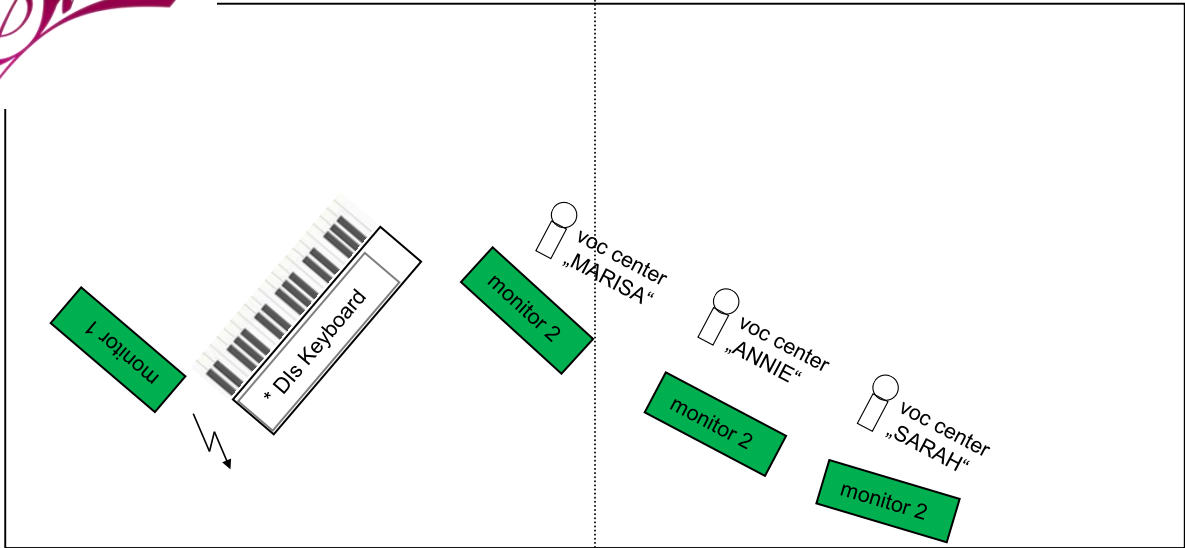 monitor 1
* DIs Keyboard
monitor 2
voc center
„MARISA“
voc center
„ANNIE“
monitor 2
voc center
„SARAH“
monitor 2